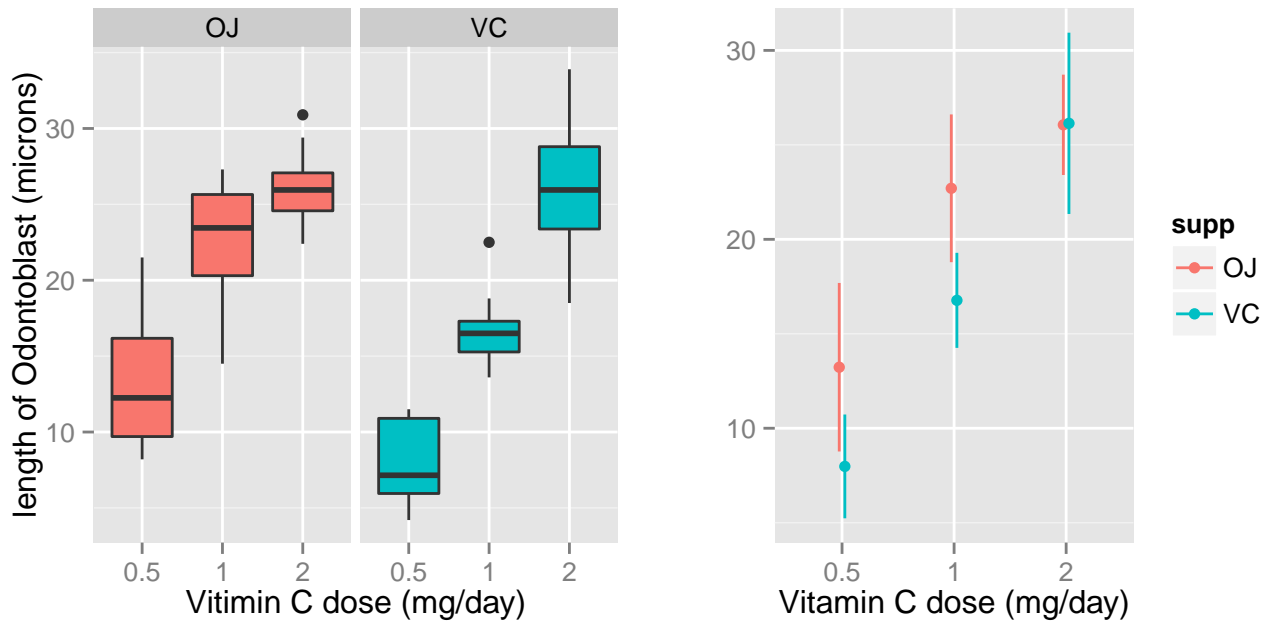 OJ
VC
length of Odontoblast (microns)
30
20
10
0.5
1
2
0.5
1
2
Vitimin C dose (mg/day)
30
20
10
0.5
1
2
Vitamin C dose (mg/day)
supp
OJ
VC